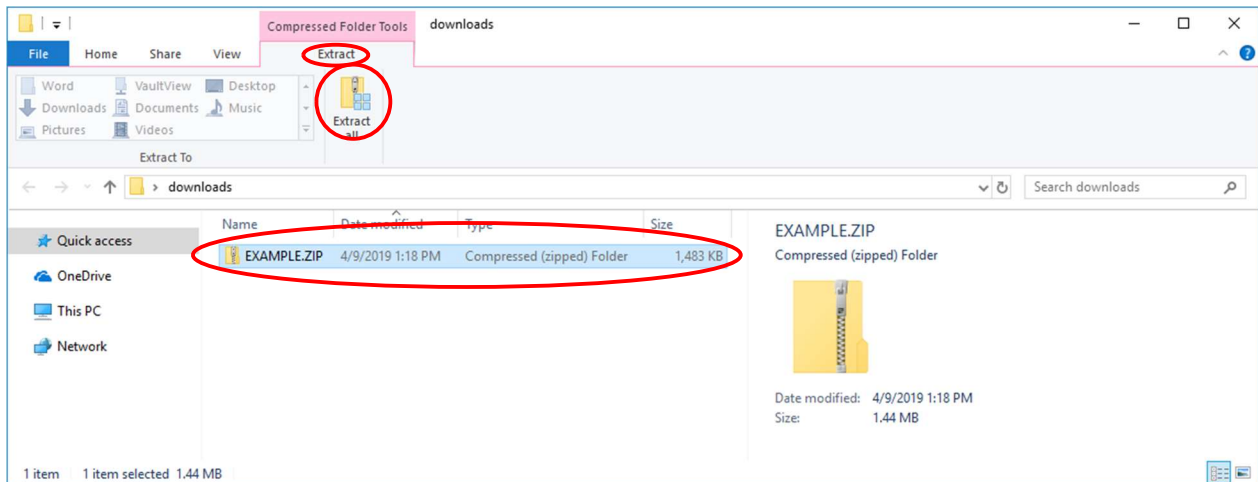 Compressed Folder Tools downloads
File Home Share View Extract
Word VaultView Desktop
Downloads Documents Music
Pictures Videos
Extract
all
Extract To
downloads Search downloads
Name Date modified Type Size
EXAMPLE.ZIP 4/9/2019 1:18 PM Compressed (zipped) Folder 1,483 KB
Quick access
OneDrive
This PC
Network
EXAMPLE.ZIP
Compressed (zipped) Folder
Date modified: 4/9/2019 1:18 PM
Size: 1.44 MB
1 item 1 item selected 1.44 MB